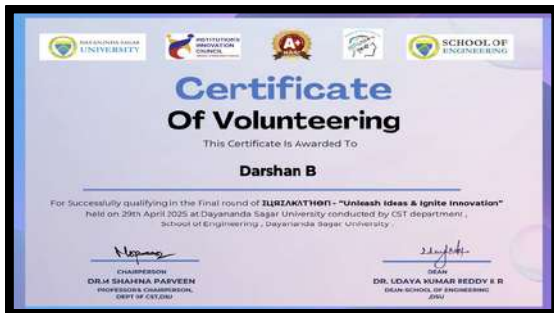 DAYANANDA SAGAR
UNIVERSITY
INSTITUTION'S
INNOVATION
COUNCIL
A+
SCHOOL OF
ENGINEERING
Certificate
Of Volunteering
This Certificate Is Awarded To
Darshan B
For Successfully qualifying in the Final round of - "Unleash Ideas & Ignite Innovation"
held on 29th April 2025 at Dayananda Sagar University conducted by CST department ,
School of Engineering , Dayananda Sagar University .
CHAIRPERSON
DEAN
DR.M SHAHINA PARVEEN
DR. UDAYA KUMAR REDDY K R
PROFESSOR& CHAIRPERSON,
DEAN-SCHOOL OF ENGINEERING
DEPT OF CST,DSU
,DSU